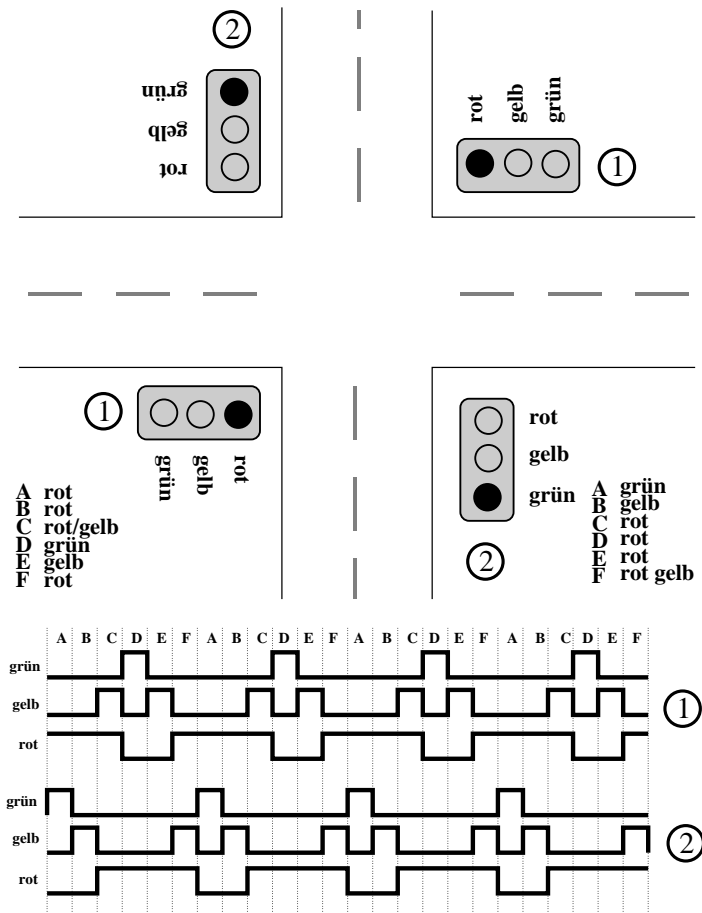 2
grün
gelb
rot
rot
gelb
grün
1
1
grün
gelb
rot
A rot
B rot
C rot/gelb
D grün
E gelb
F rot
rot
gelb
grün
2
A grün
B gelb
C rot
D rot
E rot
F rot gelb
A B C D E F A B C D E F A B C D E F A B C D E F
grün
gelb
rot
1
grün
gelb
rot
2